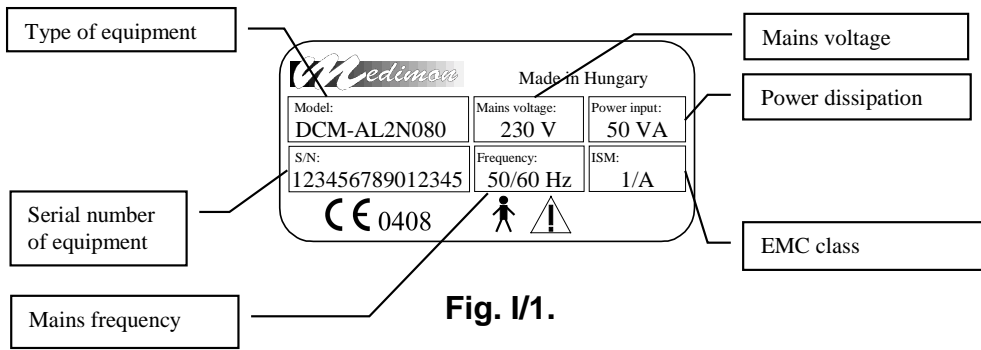 Type of equipment
Mains voltage
Medimon
Made in Hungary
Power dissipation
Model:
DCM-AL2N080
Mains voltage:
230 V
Power input:
50 VA
S/N:
123456789012345
Frequency:
50/60 Hz
ISM:
1/A
Serial number
of equipment
CE 0408
EMC class
Mains frequency
Fig. I/1.